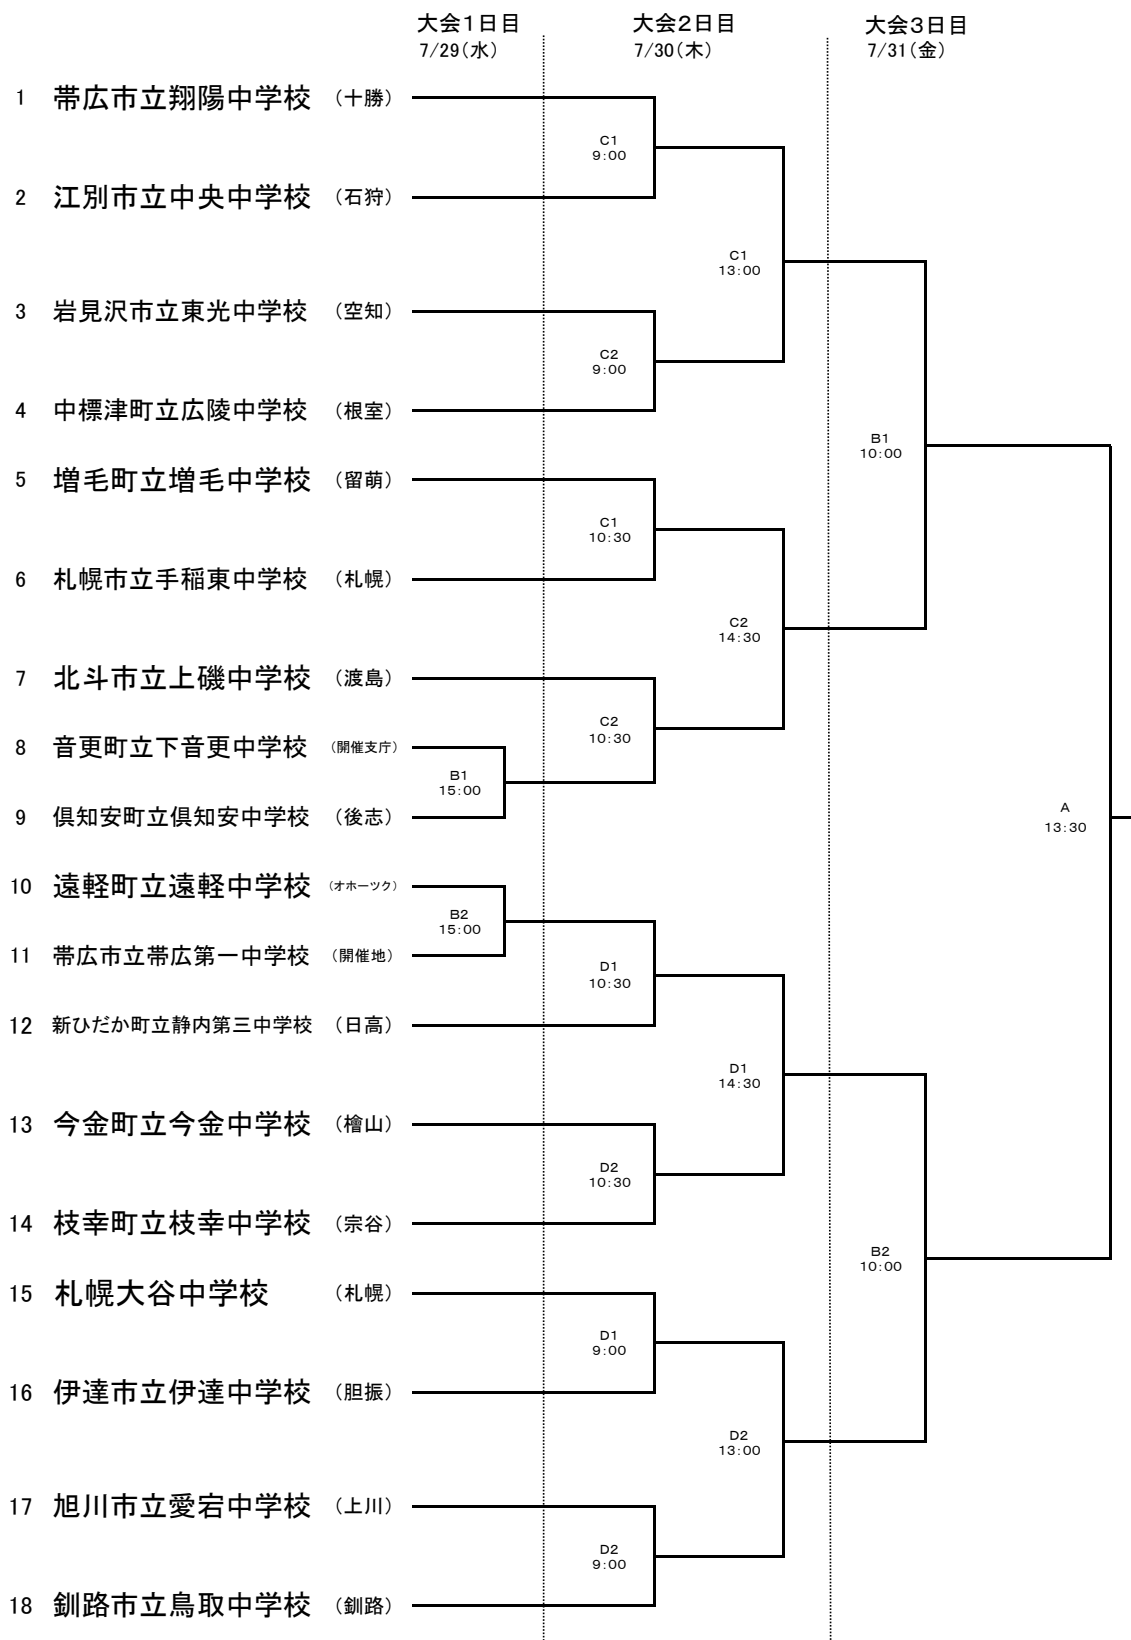 大会1日目 大会2日目 大会3日目
7/29(水) 7/30(木) 7/31(金)
1 帯広市立翔陽中学校 (十勝)
C1
9:00
2 江別市立中央中学校 (石狩)
C1
13:00
3 岩見沢市立東光中学校 (空知)
C2
9:00
4 中標津町立広陵中学校 (根室)
B1
10:00
5 増毛町立増毛中学校 (留萌)
C1
10:30
6 札幌市立手稲東中学校 (札幌)
C2
14:30
7 北斗市立上磯中学校 (渡島)
C2
10:30
8 音更町立下音更中学校 (開催支庁)
B1
15:00
9 倶知安町立倶知安中学校 (後志)
A
13:30
10 遠軽町立遠軽中学校 (オホーツク)
B2
15:00
11 帯広市立帯広第一中学校 (開催地)
D1
10:30
12 新ひだか町立静内第三中学校 (日高)
D1
14:30
13 今金町立今金中学校 (檜山)
D2
10:30
14 枝幸町立枝幸中学校 (宗谷)
B2
10:00
15 札幌大谷中学校 (札幌)
D1
9:00
16 伊達市立伊達中学校 (胆振)
D2
13:00
17 旭川市立愛宕中学校 (上川)
D2
9:00
18 釧路市立鳥取中学校 (釧路)